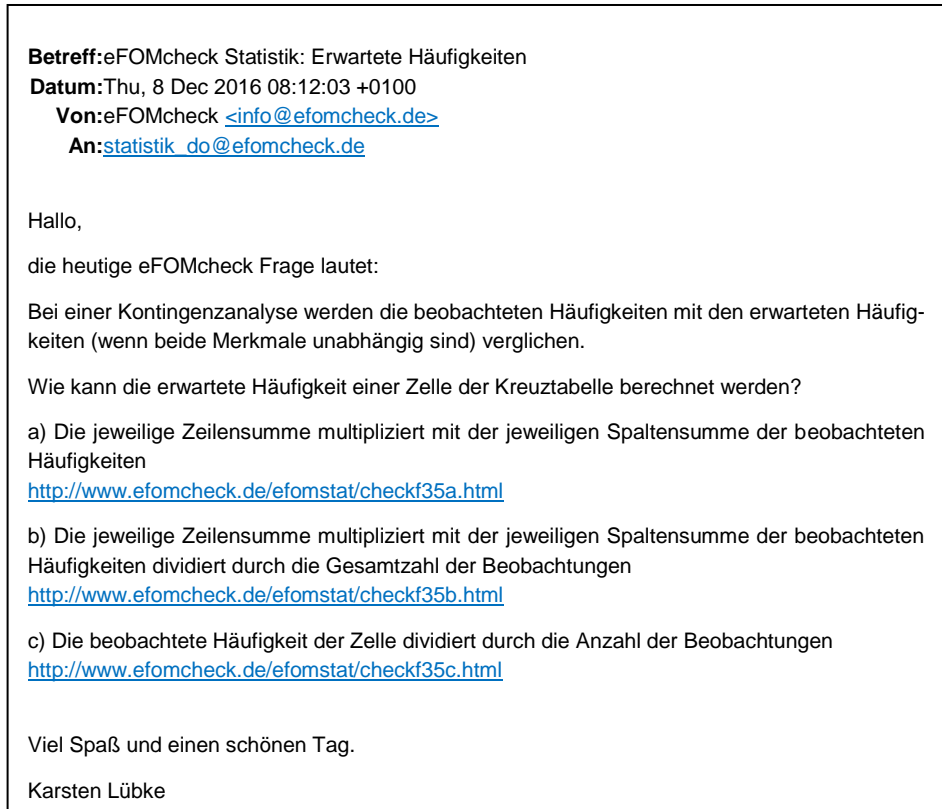 Betreff:eFOMcheck Statistik: Erwartete Häufigkeiten
Datum:Thu, 8 Dec 2016 08:12:03 +0100
Von:eFOMcheck <info@efomcheck.de>
An:statistik_do@efomcheck.de
Hallo,
die heutige eFOMcheck Frage lautet:
Bei einer Kontingenzanalyse werden die beobachteten Häufigkeiten mit den erwarteten Häufig-
keiten (wenn beide Merkmale unabhängig sind) verglichen.
Wie kann die erwartete Häufigkeit einer Zelle der Kreuztabelle berechnet werden?
a) Die jeweilige Zeilensumme multipliziert mit der jeweiligen Spaltensumme der beobachteten
Häufigkeiten
http://www.efomcheck.de/efomstat/checkf35a.html
b) Die jeweilige Zeilensumme multipliziert mit der jeweiligen Spaltensumme der beobachteten
Häufigkeiten dividiert durch die Gesamtzahl der Beobachtungen
http://www.efomcheck.de/efomstat/checkf35b.html
c) Die beobachtete Häufigkeit der Zelle dividiert durch die Anzahl der Beobachtungen
http://www.efomcheck.de/efomstat/checkf35c.html
Viel Spaß und einen schönen Tag.
Karsten Lübke